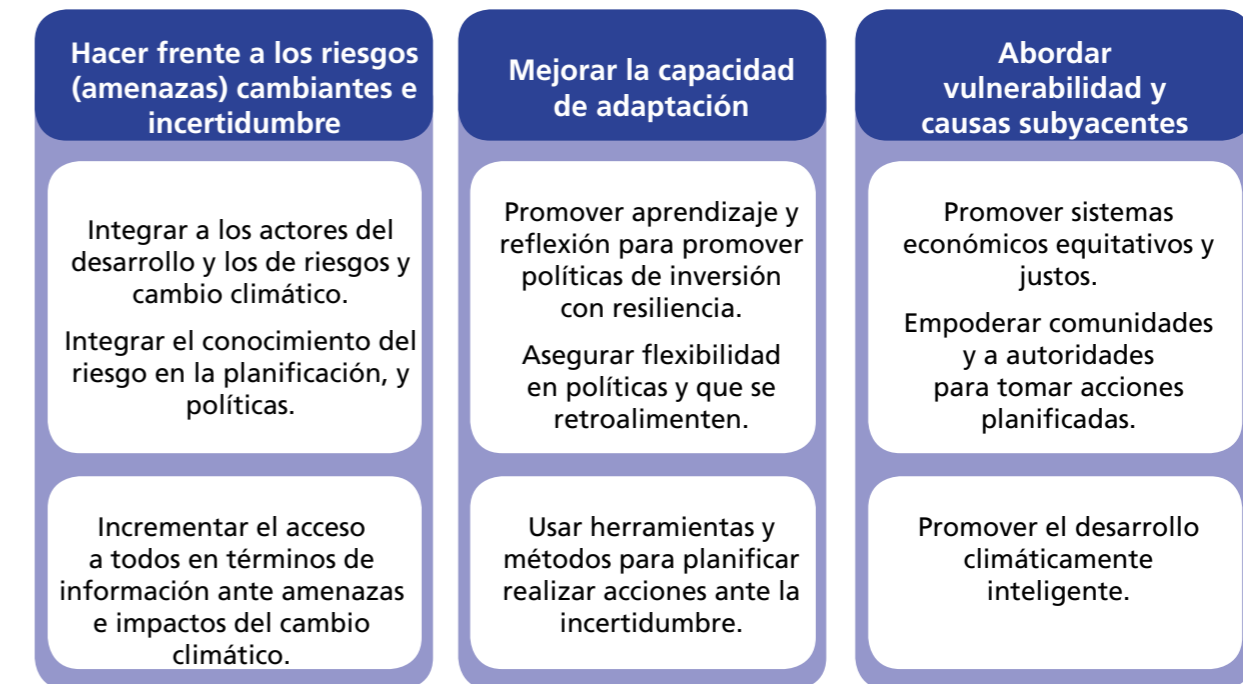 Hacer frente a los riesgos
(amenazas) cambiantes e
incertidumbre
Integrar a los actores del
desarrollo y los de riesgos y
cambio climático.
Integrar el conocimiento del
riesgo en la planificación, y
políticas.
Incrementar el acceso
a todos en términos de
información ante amenazas
e impactos del cambio
climático.
Mejorar la capacidad
de adaptación
Promover aprendizaje y
reflexión para promover
políticas de inversión
con resiliencia.
Asegurar flexibilidad
en políticas y que se
retroalimenten.
Usar herramientas y
métodos para planificar
realizar acciones ante la
incertidumbre.
Abordar
vulnerabilidad y
causas subyacentes
Promover sistemas
económicos equitativos y
justos.
Empoderar comunidades
y a autoridades
para tomar acciones
planificadas.
Promover el desarrollo
climáticamente
inteligente.